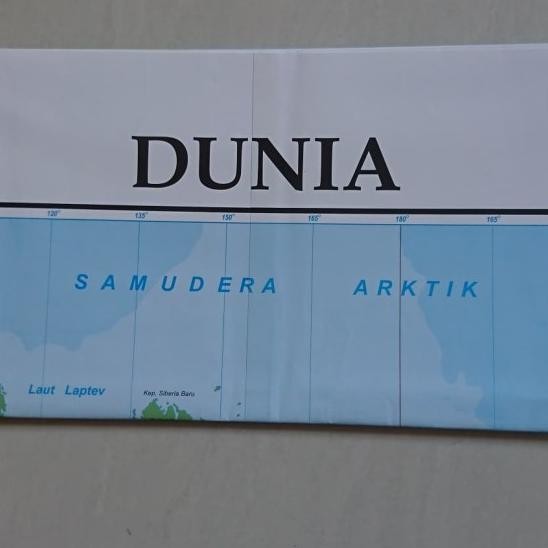 DUNIA
120° 135° 150° 165° 180° 165°
SAMUDERA ARKTIK
Laut Laptev
Kep. Siberia Baru